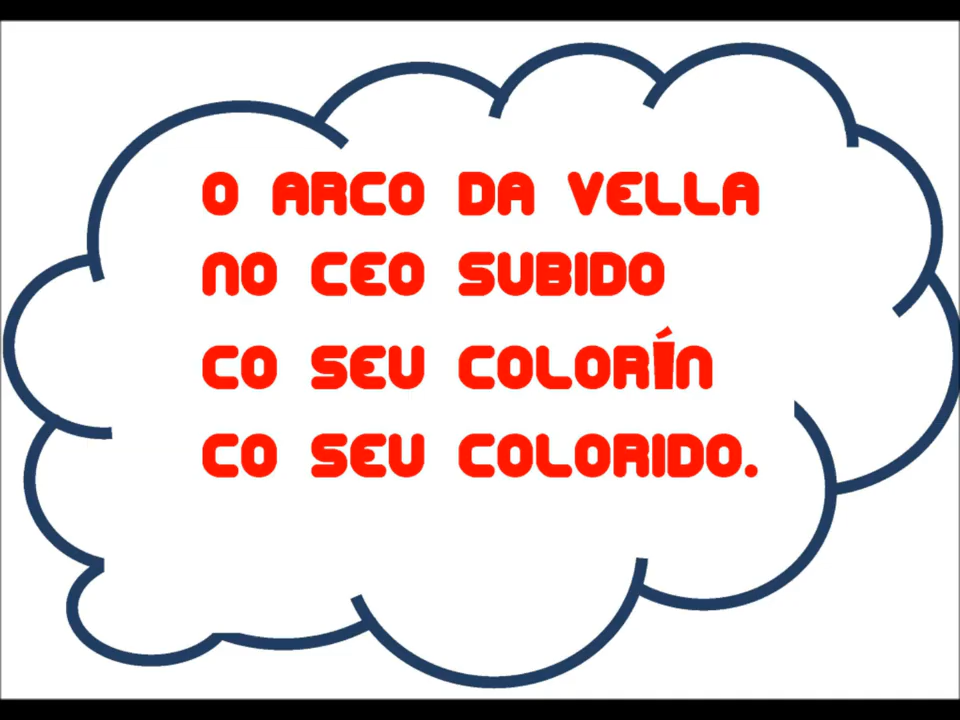 O ARCO DA VELLA
NO CEO SUBIDO
CO SEU COLORÍN
CO SEU COLORIDO.